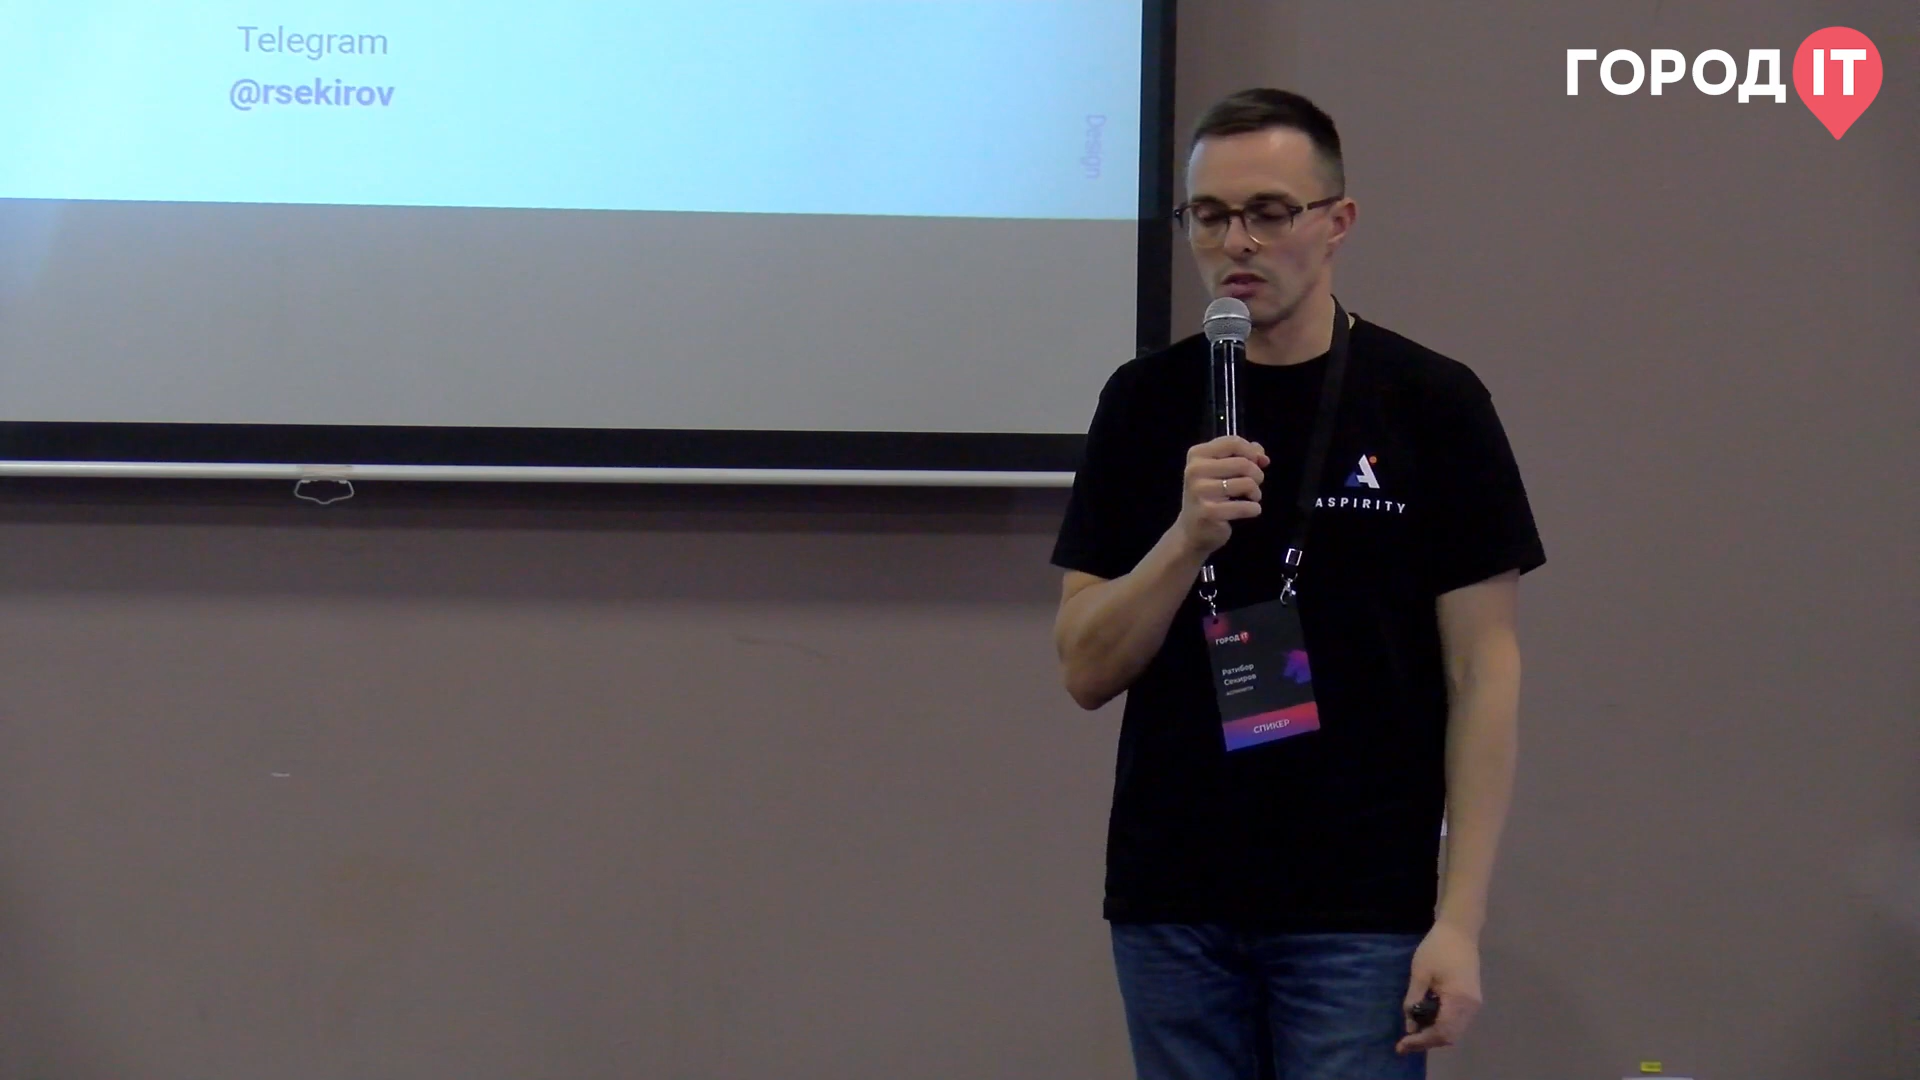 Telegram
@rsekirov
Design
ГОРОД IT
ASPIRITY
ГОРОД IT
Ратибор
Секиров
СПИКЕР